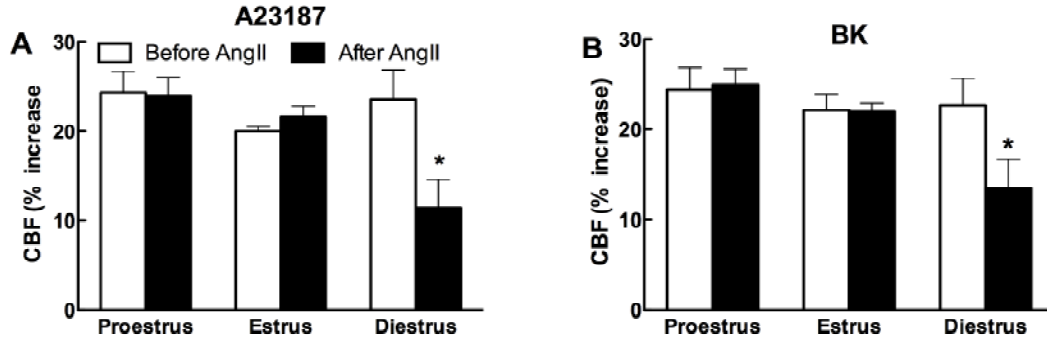 A23187
A
Before AngII
After AngII
CBF (% increase
30
20
10
0
*
Proestrus
Estrus
Diestrus
BK
B
CBF (% increase)
30
20
10
0
*
Proestrus
Estrus
Diestrus